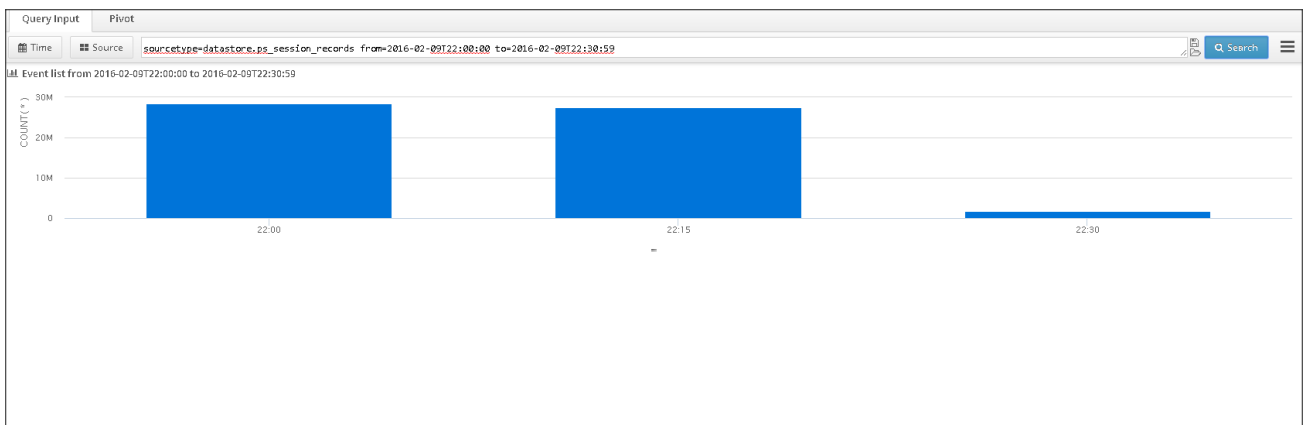 Query Input Pivot
Time Source sourcetype=datastore.ps_session_records from=2016-02-09T22:00:00 to=2016-02-09T22:30:59 Search
Event list from 2016-02-09T22:00:00 to 2016-02-09T22:30:59
COUNT(*)
30M
20M
10M
0
22:00 22:15 22:30